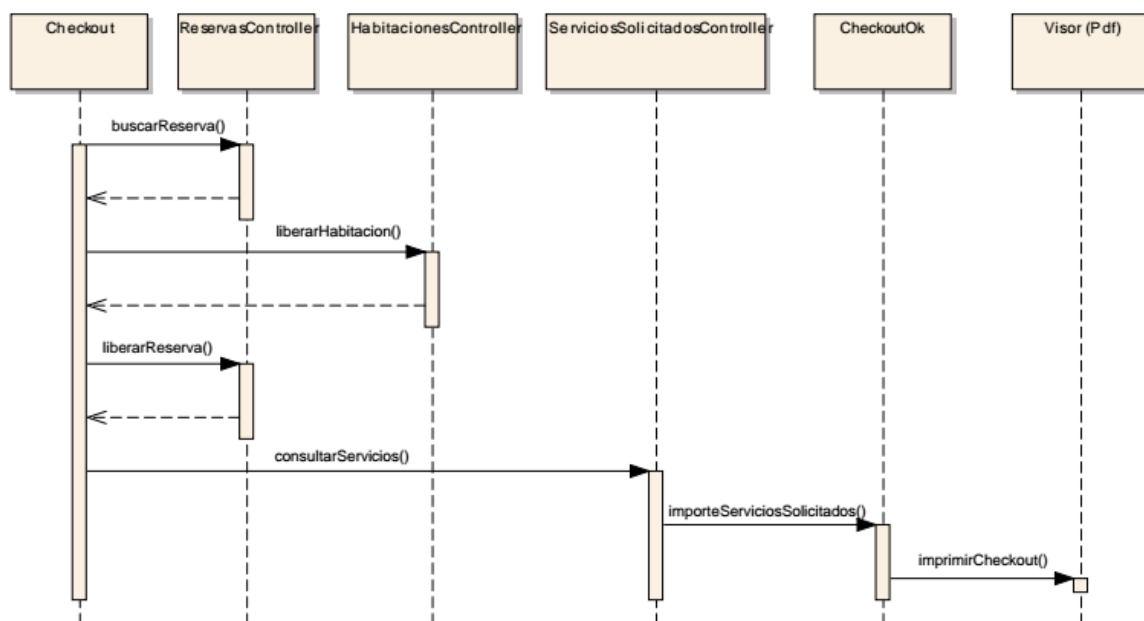 Checkout
ReservasController
HabitacionesController
ServiciosSolicitadosController
CheckoutOk
Visor (Pdf)
buscarReserva()
liberarHabitacion()
liberarReserva()
consultarServicios()
importeServiciosSolicitados()
imprimirCheckout()